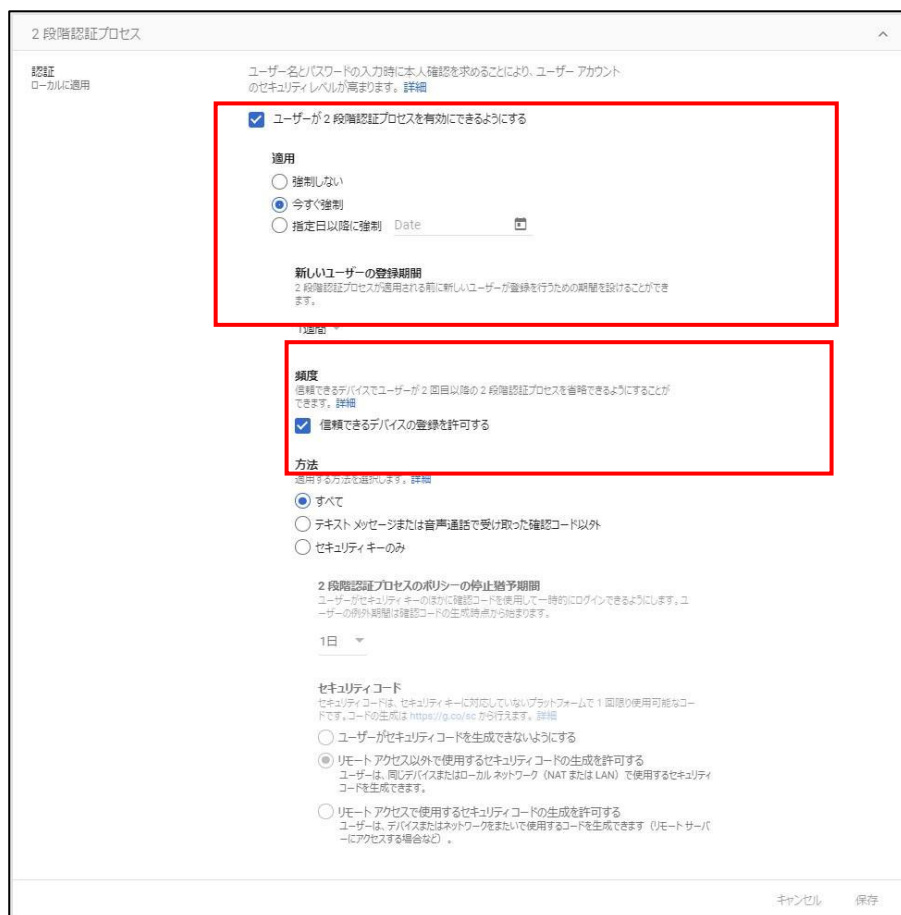 2 段階認証プロセス
認証
ローカルに適用
ユーザー名とパスワードの入力時に本人確認を求めることにより、ユーザー アカウント
のセキュリティ レベルが高まります。詳細
ユーザーが 2 段階認証プロセスを有効にできるようにする
適用
強制しない
今すぐ強制
指定日以降に強制 Date
新しいユーザーの登録期間
2 段階認証プロセスが適用される前に新しいユーザーが登録を行うための期間を設けることができ
ます。
1週間
頻度
信頼できるデバイスでユーザーが 2 回目以降の 2 段階認証プロセスを省略できるようにすることが
できます。詳細
信頼できるデバイスの登録を許可する
方法
適用する方法を選択します。詳細
すべて
テキスト メッセージまたは音声通話で受け取った確認コード以外
セキュリティ キーのみ
2 段階認証プロセスのポリシーの停止猶予期間
ユーザーがセキュリティ キーのほかに確認コードを使用して一時的にログインできるようにします。ユ
ーザーの例外期間は確認コードの生成時点から始まります。
1日
セキュリティ コード
セキュリティ コードは、セキュリティ キーに対応していないプラットフォームで 1 回限り使用可能なコー
ドです。コードの生成は https://g.co/sc から行えます。詳細
ユーザーがセキュリティ コードを生成できないようにする
リモート アクセス以外で使用するセキュリティ コードの生成を許可する
ユーザーは、同じデバイスまたはローカル ネットワーク（NAT または LAN）で使用するセキュリティ
コードを生成できます。
リモート アクセスで使用するセキュリティ コードの生成を許可する
ユーザーは、デバイスまたはネットワークをまたいで使用するコードを生成できます（リモート サーバ
ーにアクセスする場合など）。
キャンセル 保存